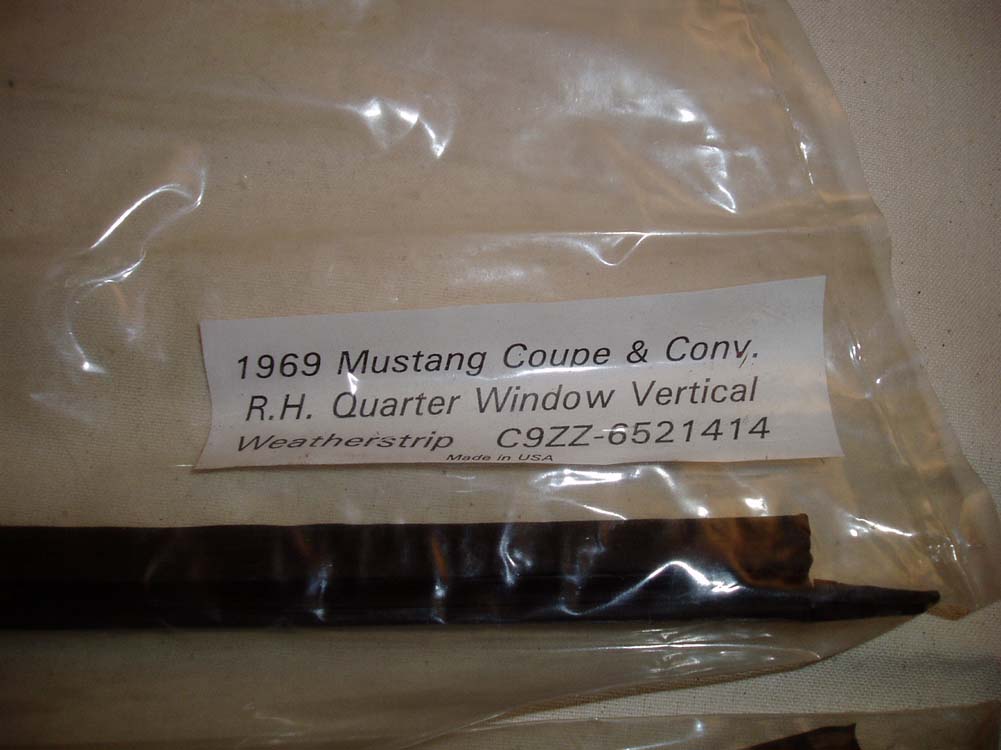 1969 Mustang Coupe & Conv.
R.H. Quarter Window Vertical
Weatherstrip C9ZZ-6521414
Made in USA